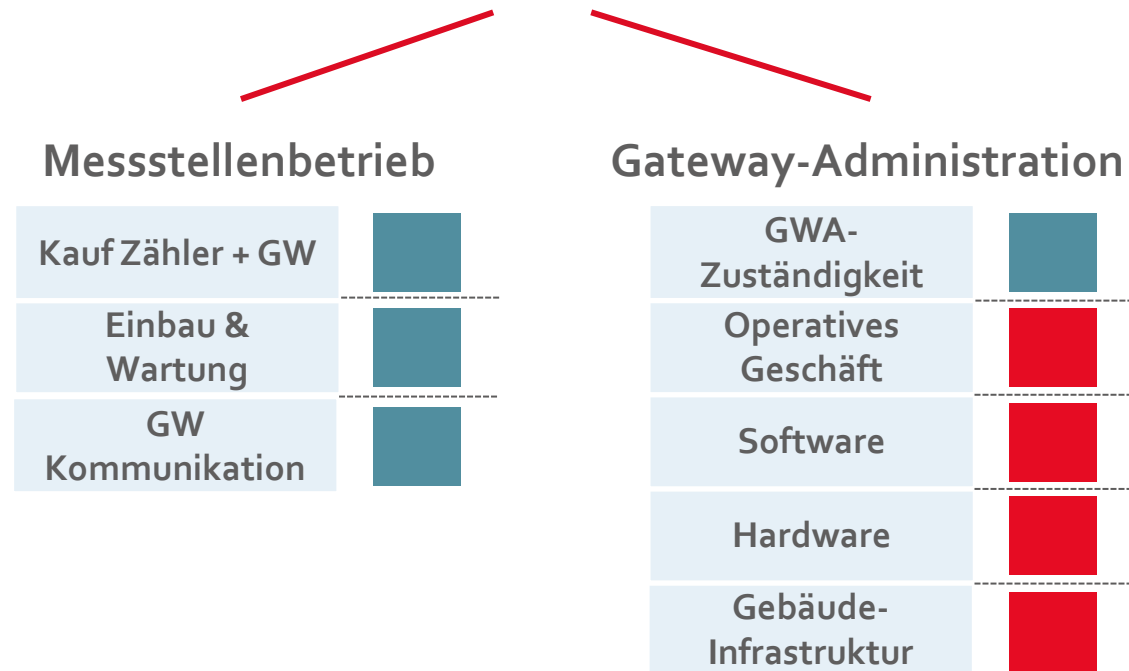 Messstellenbetrieb
Kauf Zähler + GW
Einbau &
Wartung
GW
Kommunikation
Gateway-Administration
GWA-
Zuständigkeit
Operatives
Geschäft
Software
Hardware
Gebäude-
Infrastruktur